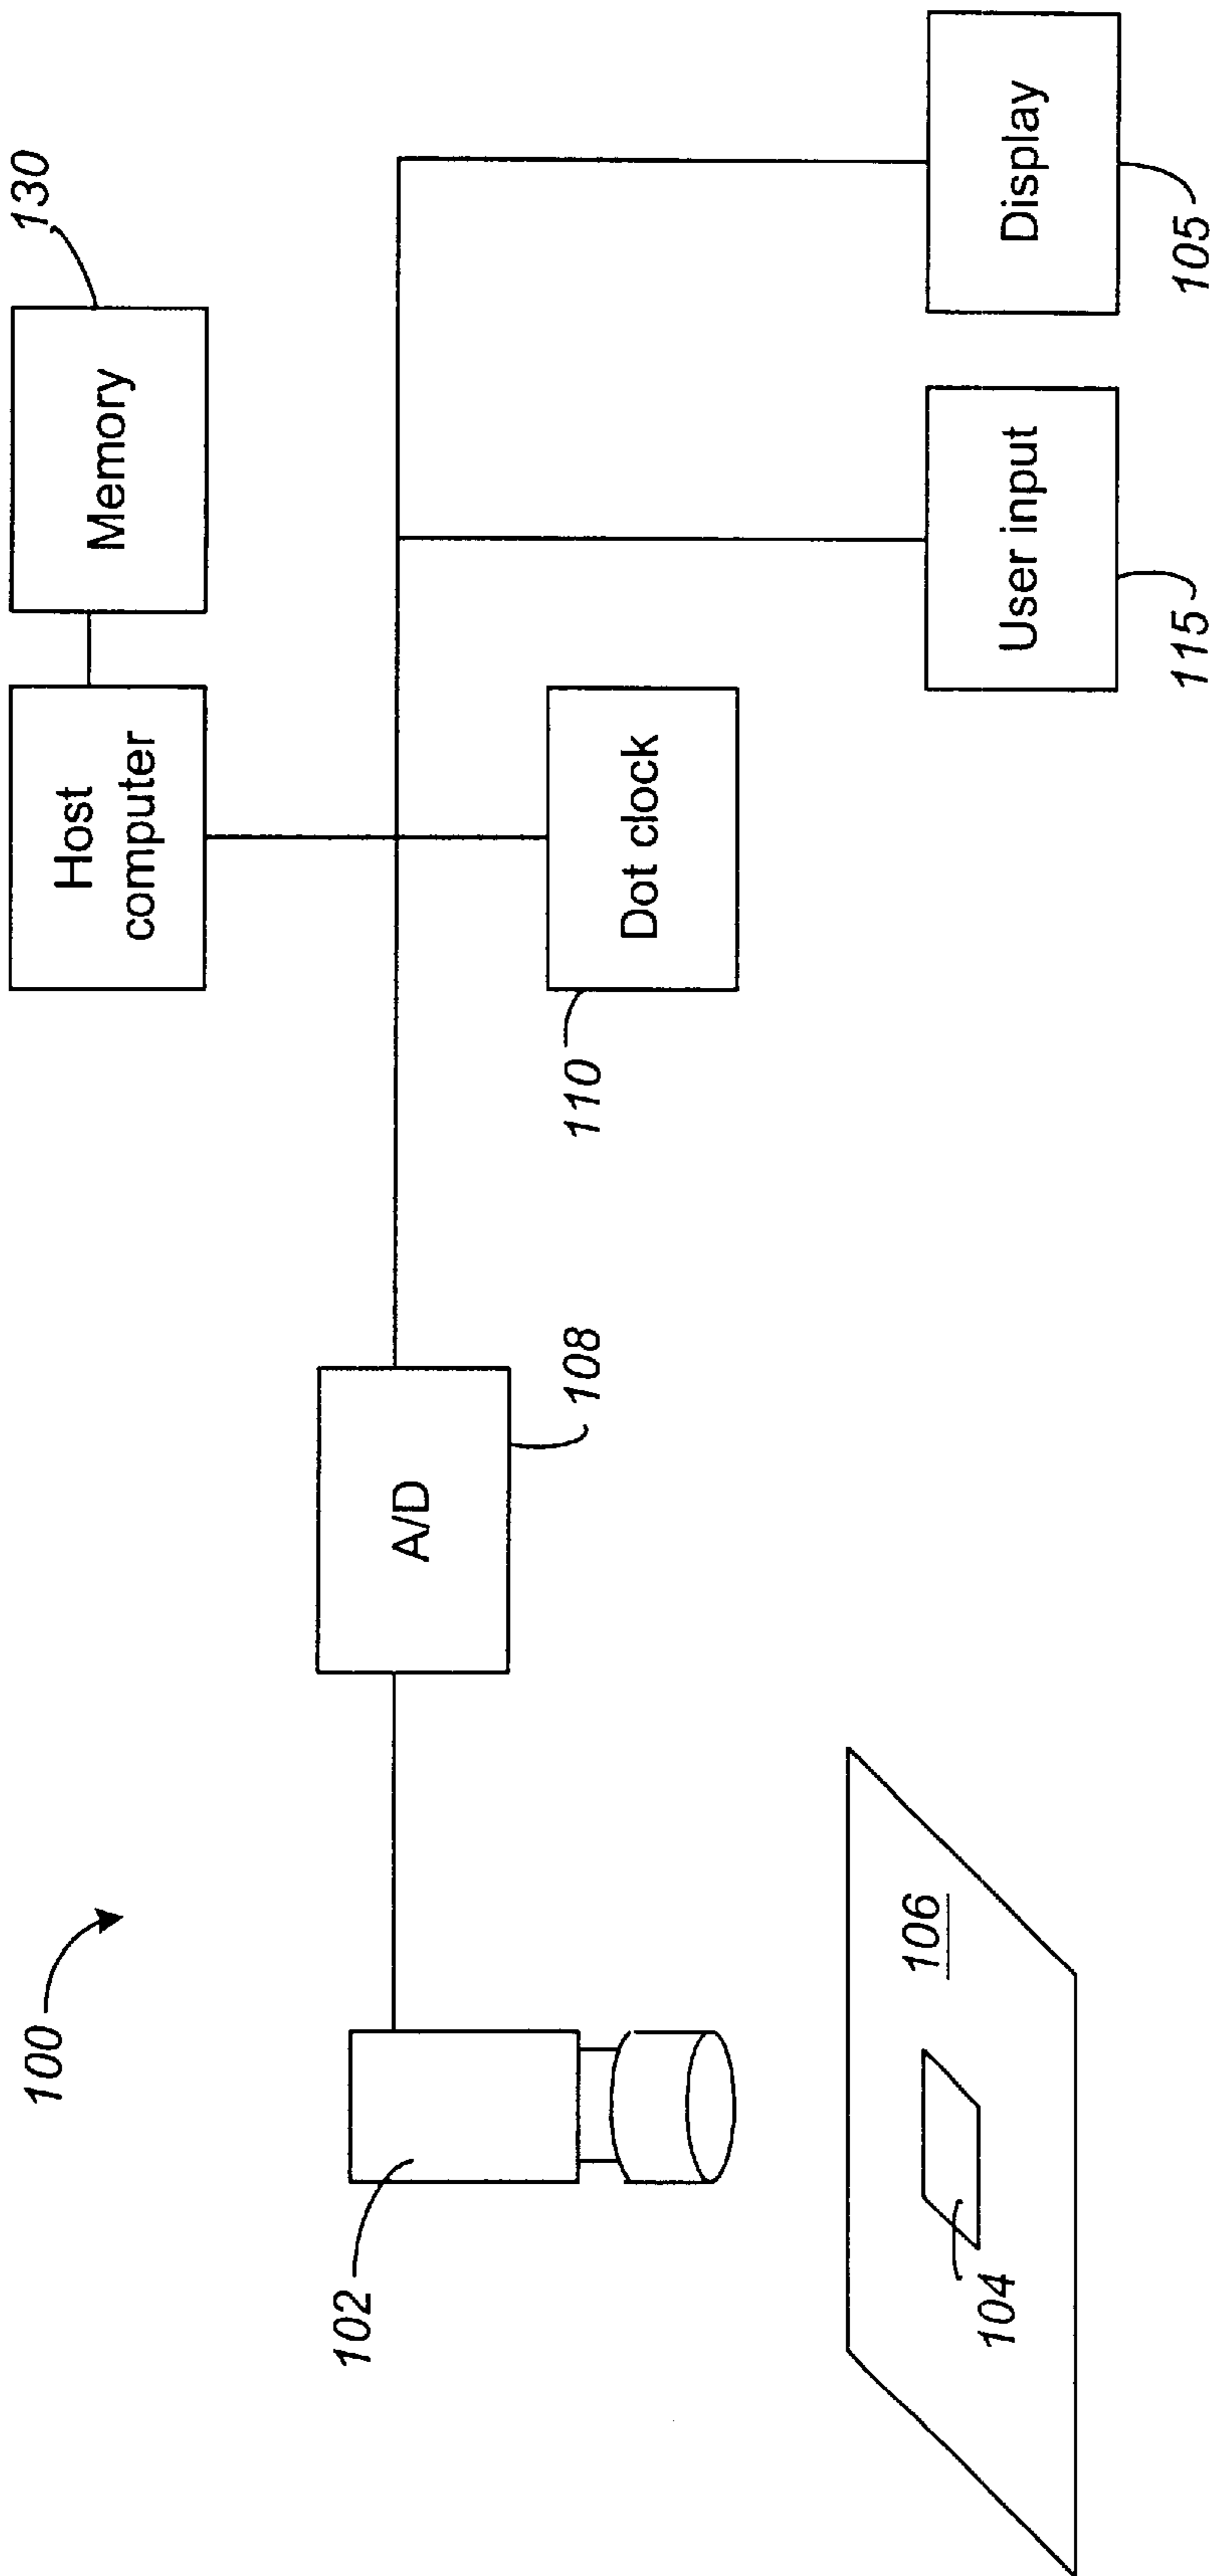 100
130
Host
computer
Memory
102
A/D
108
110
Dot clock
106
104
User input
Display
115
105